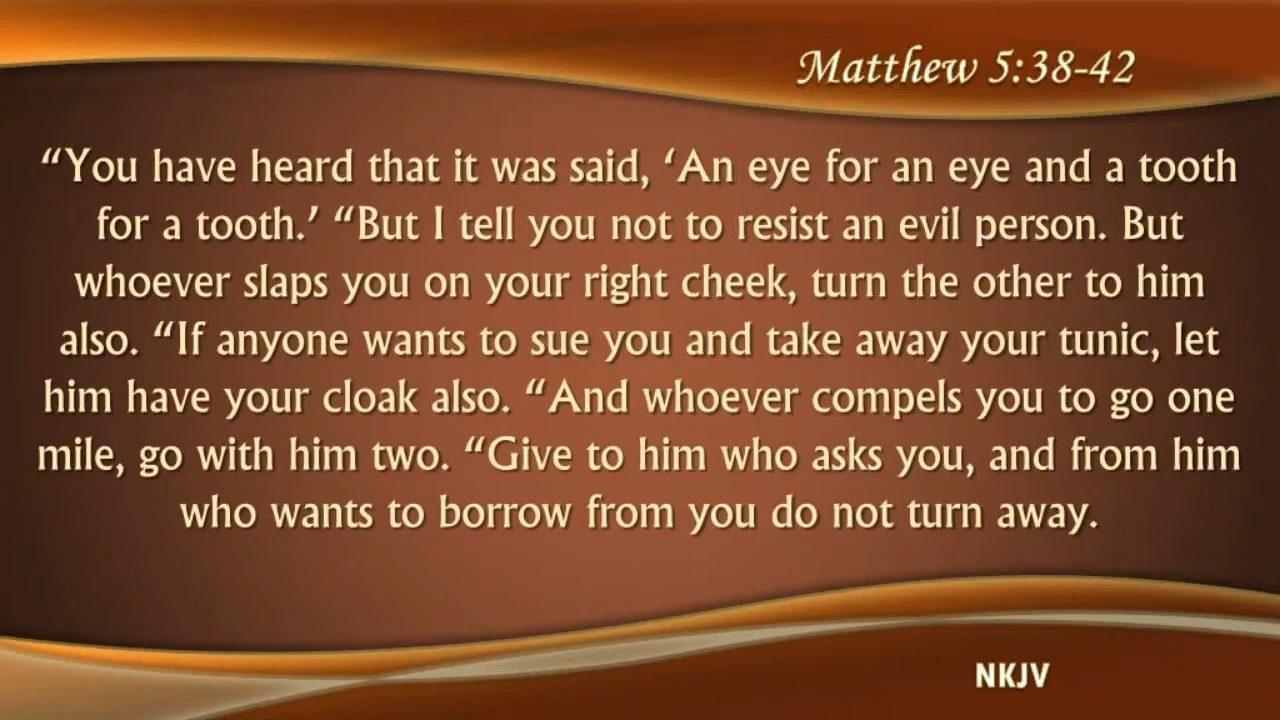 Matthew 5:38-42
“You have heard that it was said, ‘An eye for an eye and a tooth
for a tooth.’ “But I tell you not to resist an evil person. But
whoever slaps you on your right cheek, turn the other to him
also. “If anyone wants to sue you and take away your tunic, let
him have your cloak also. “And whoever compels you to go one
mile, go with him two. “Give to him who asks you, and from him
who wants to borrow from you do not turn away.
NKJV